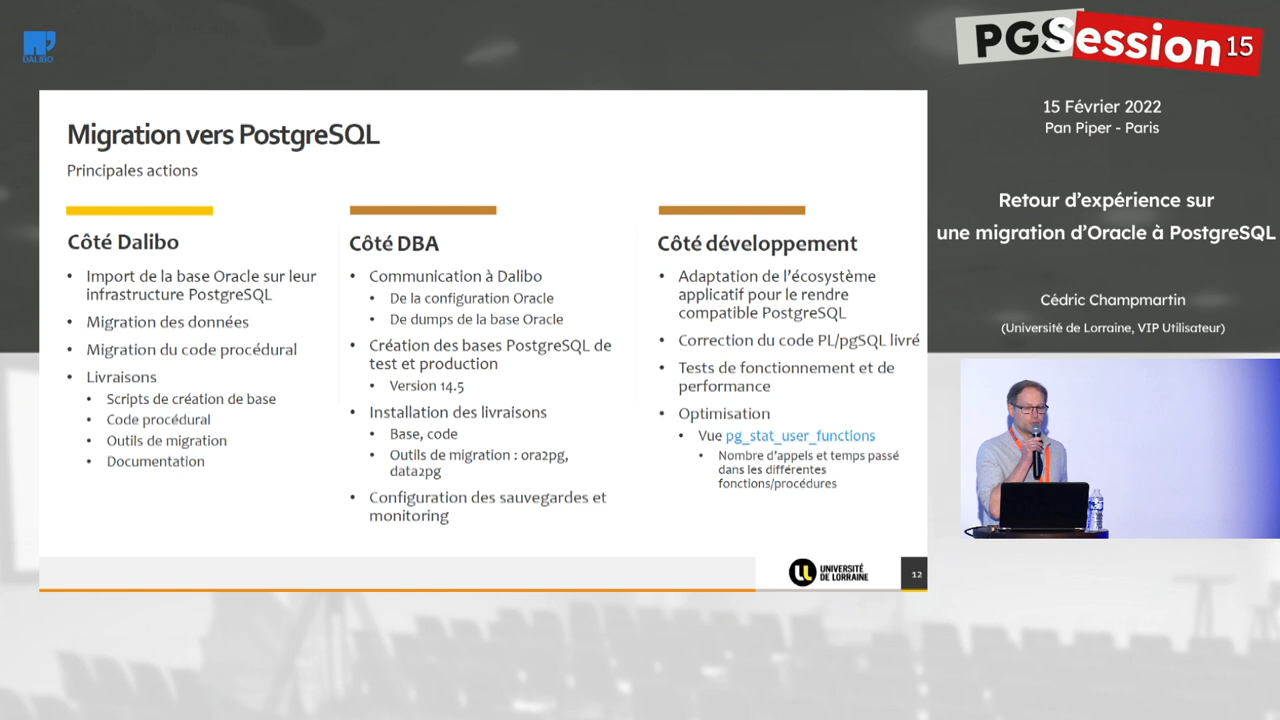 DALIBO
PGSession 15
15 Février 2022
Pan Piper - Paris
Retour d’expérience sur
une migration d’Oracle à PostgreSQL
Cédric Champmartin
(Université de Lorraine, VIP Utilisateur)
Migration vers PostgreSQL
Principales actions
Côté Dalibo
• Import de la base Oracle sur leur
infrastructure PostgreSQL
• Migration des données
• Migration du code procédural
• Livraisons
• Scripts de création de base
• Code procédural
• Outils de migration
• Documentation
Côté DBA
• Communication à Dalibo
• De la configuration Oracle
• De dumps de la base Oracle
• Création des bases PostgreSQL de
test et production
• Version 14.5
• Installation des livraisons
• Base, code
• Outils de migration : ora2pg,
data2pg
• Configuration des sauvegardes et
monitoring
Côté développement
• Adaptation de l’écosystème
applicatif pour le rendre
compatible PostgreSQL
• Correction du code PL/pgSQL livré
• Tests de fonctionnement et de
performance
• Optimisation
• Vue pg_stat_user_functions
• Nombre d’appels et temps passé
dans les différentes
fonctions/procédures
UNIVERSITÉ
DE LORRAINE
12